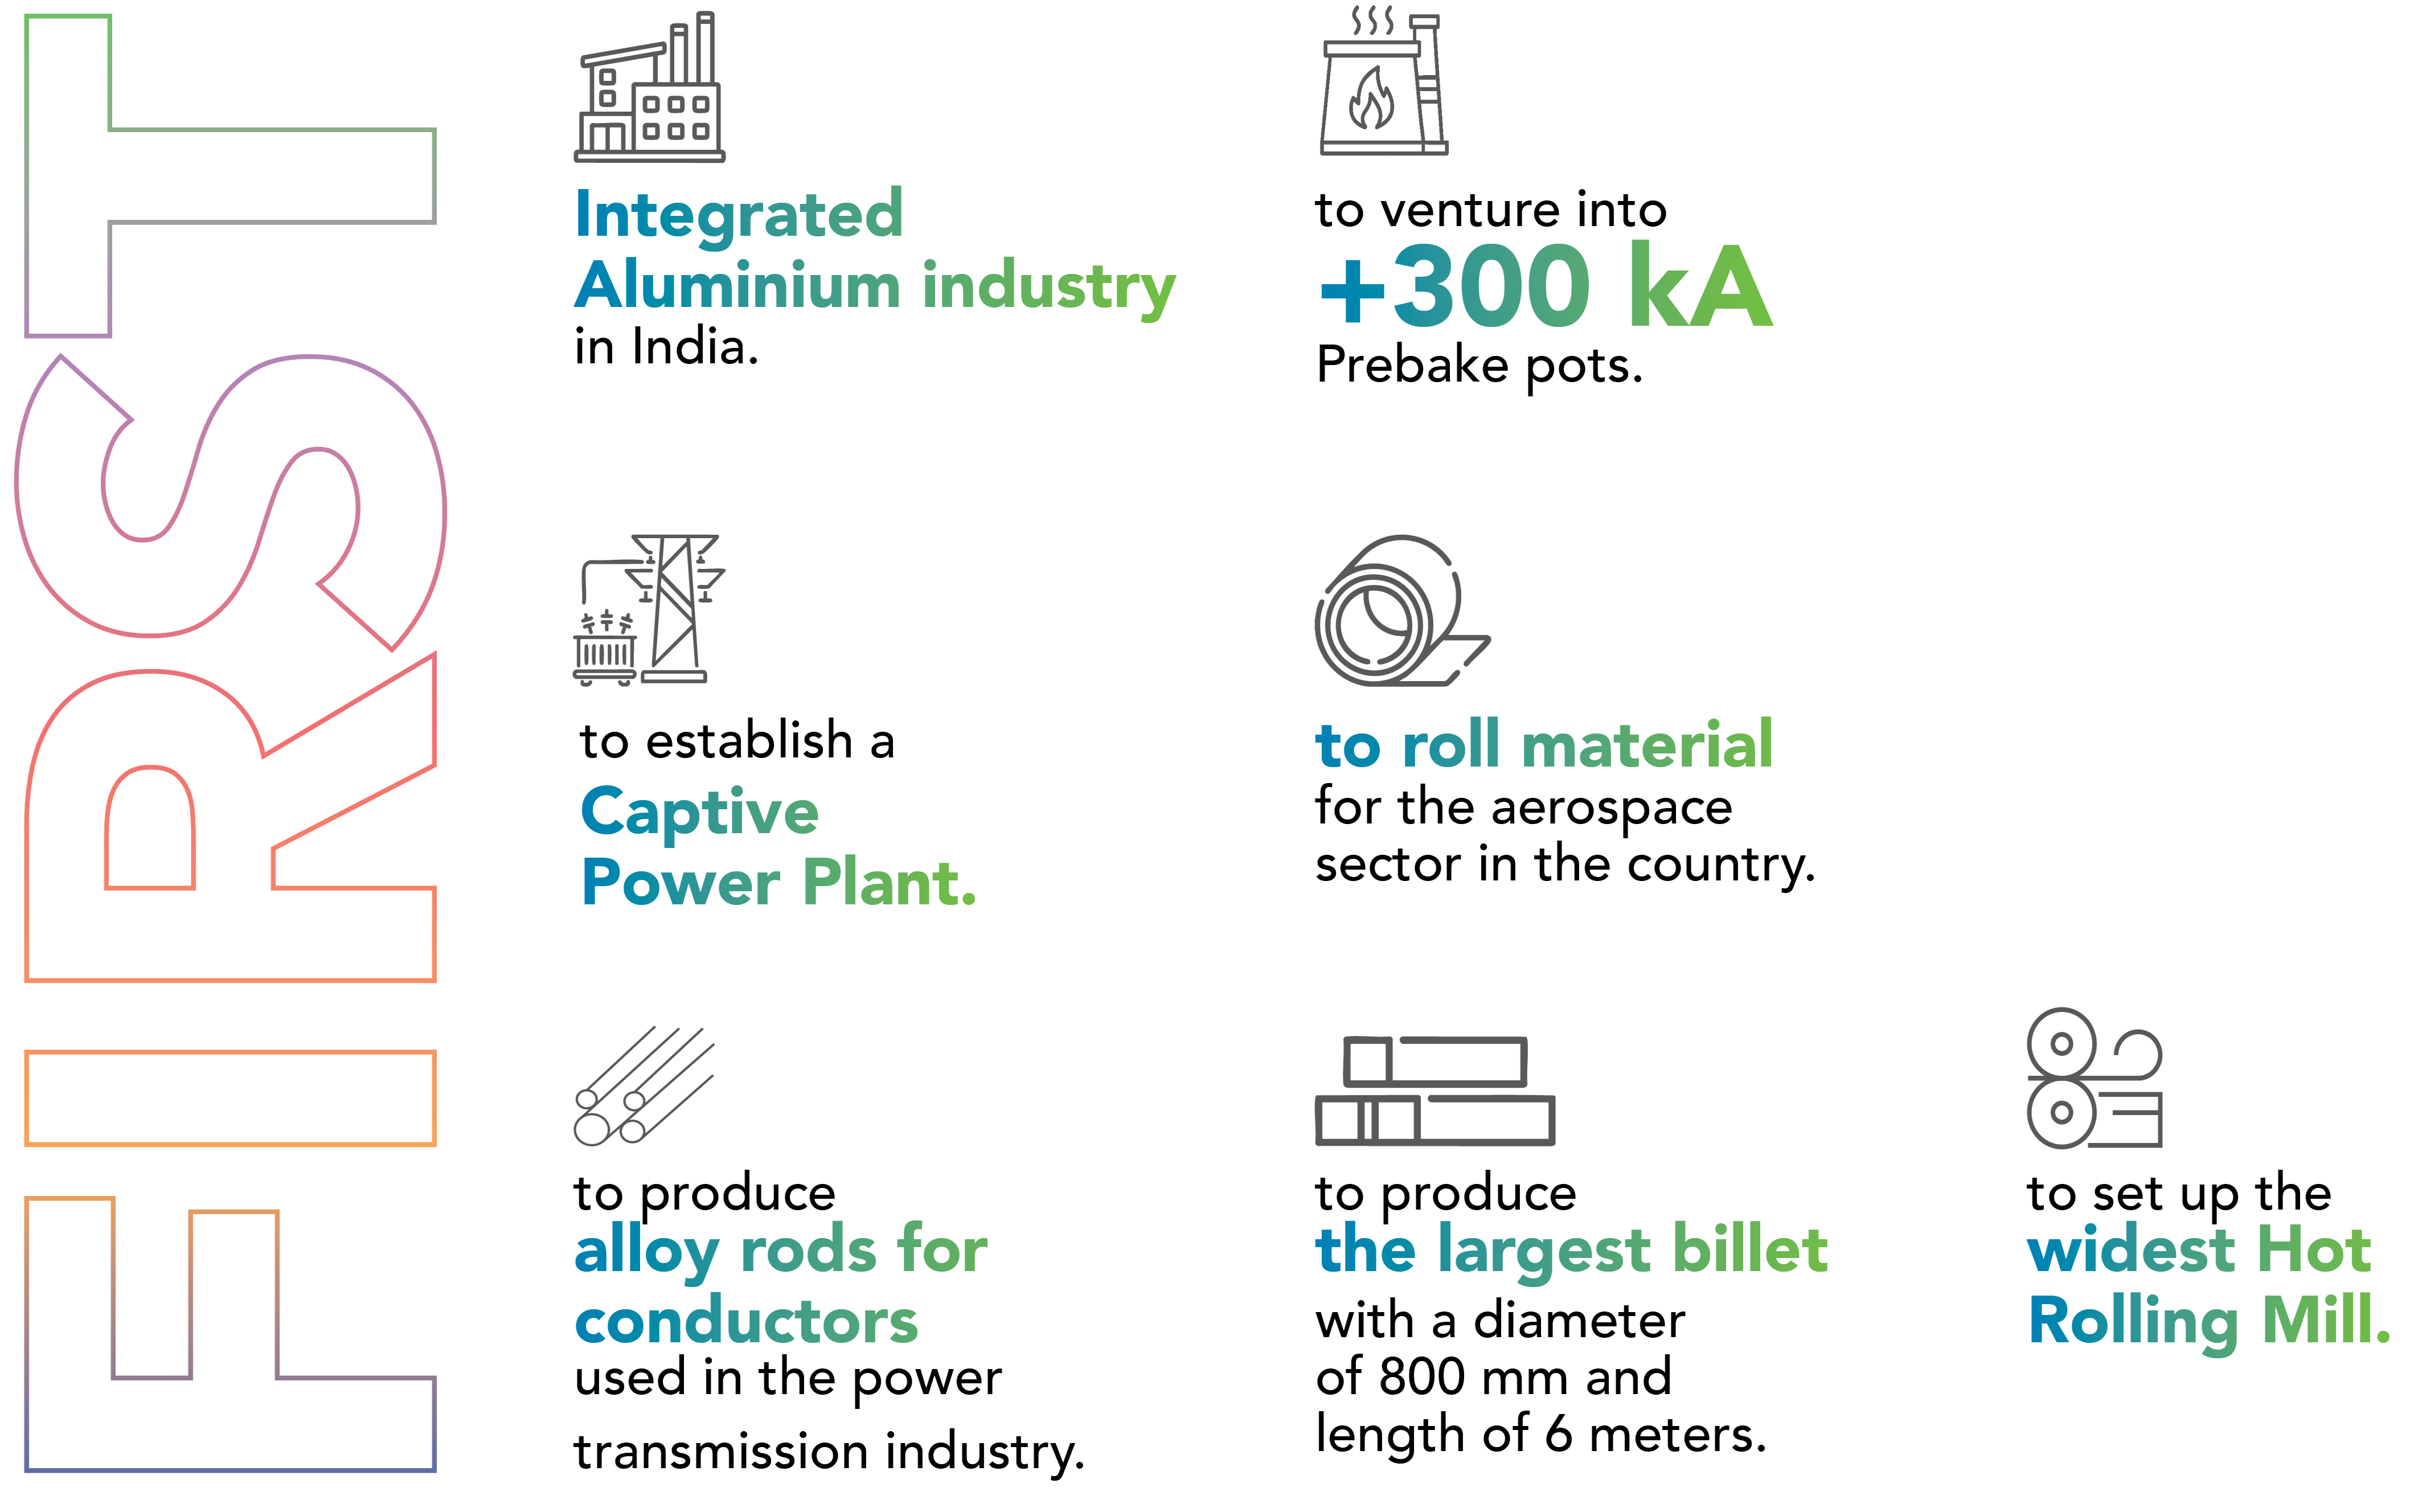 FIRST
Integrated
Aluminium industry
in India.
to venture into
+300 kA
Prebake pots.
to establish a
Captive
Power Plant.
to roll material
for the aerospace
sector in the country.
to produce
alloy rods for
conductors
used in the power
transmission industry.
to produce
the largest billet
with a diameter
of 800 mm and
length of 6 meters.
to set up the
widest Hot
Rolling Mill.